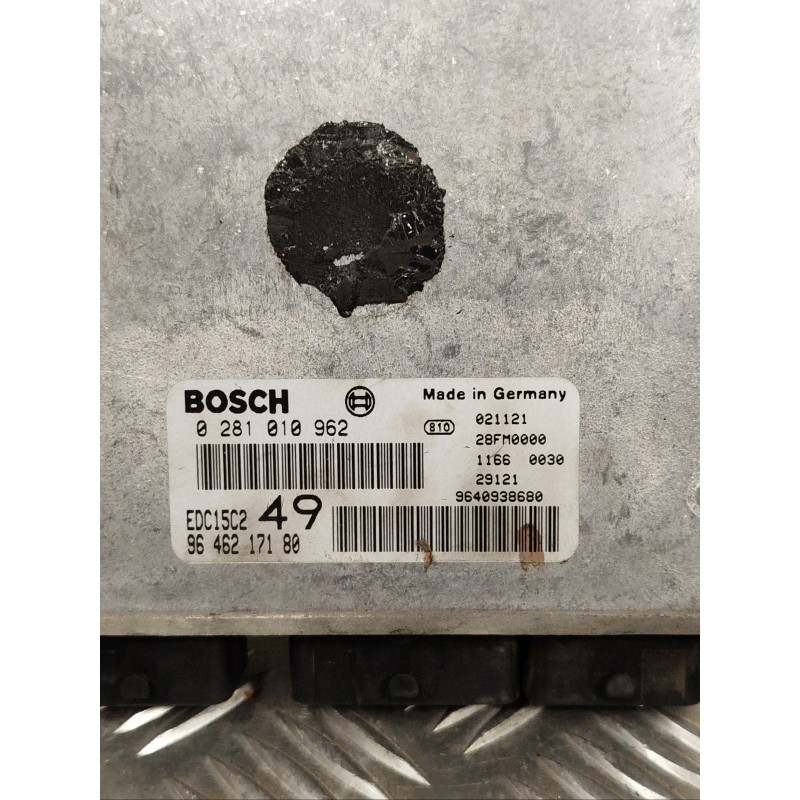 BOSCH
0 281 010 962
EDC15C2 49
96 462 171 80
Made in Germany
810 021121
28FM0000
1166 0030
29121
9640938680